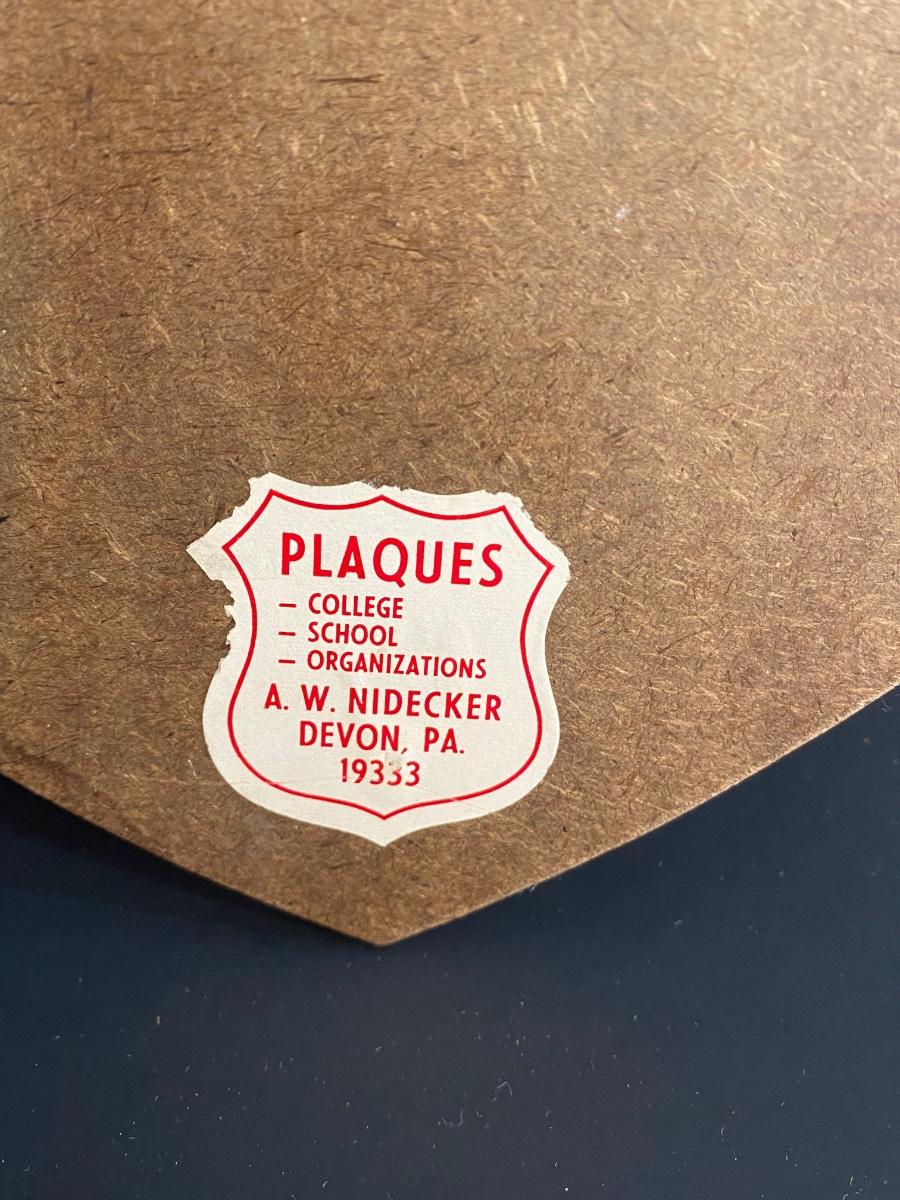 PLAQUES
— COLLEGE
— SCHOOL
— ORGANIZATIONS
A. W. NIDECKER
DEVON, PA.
19333